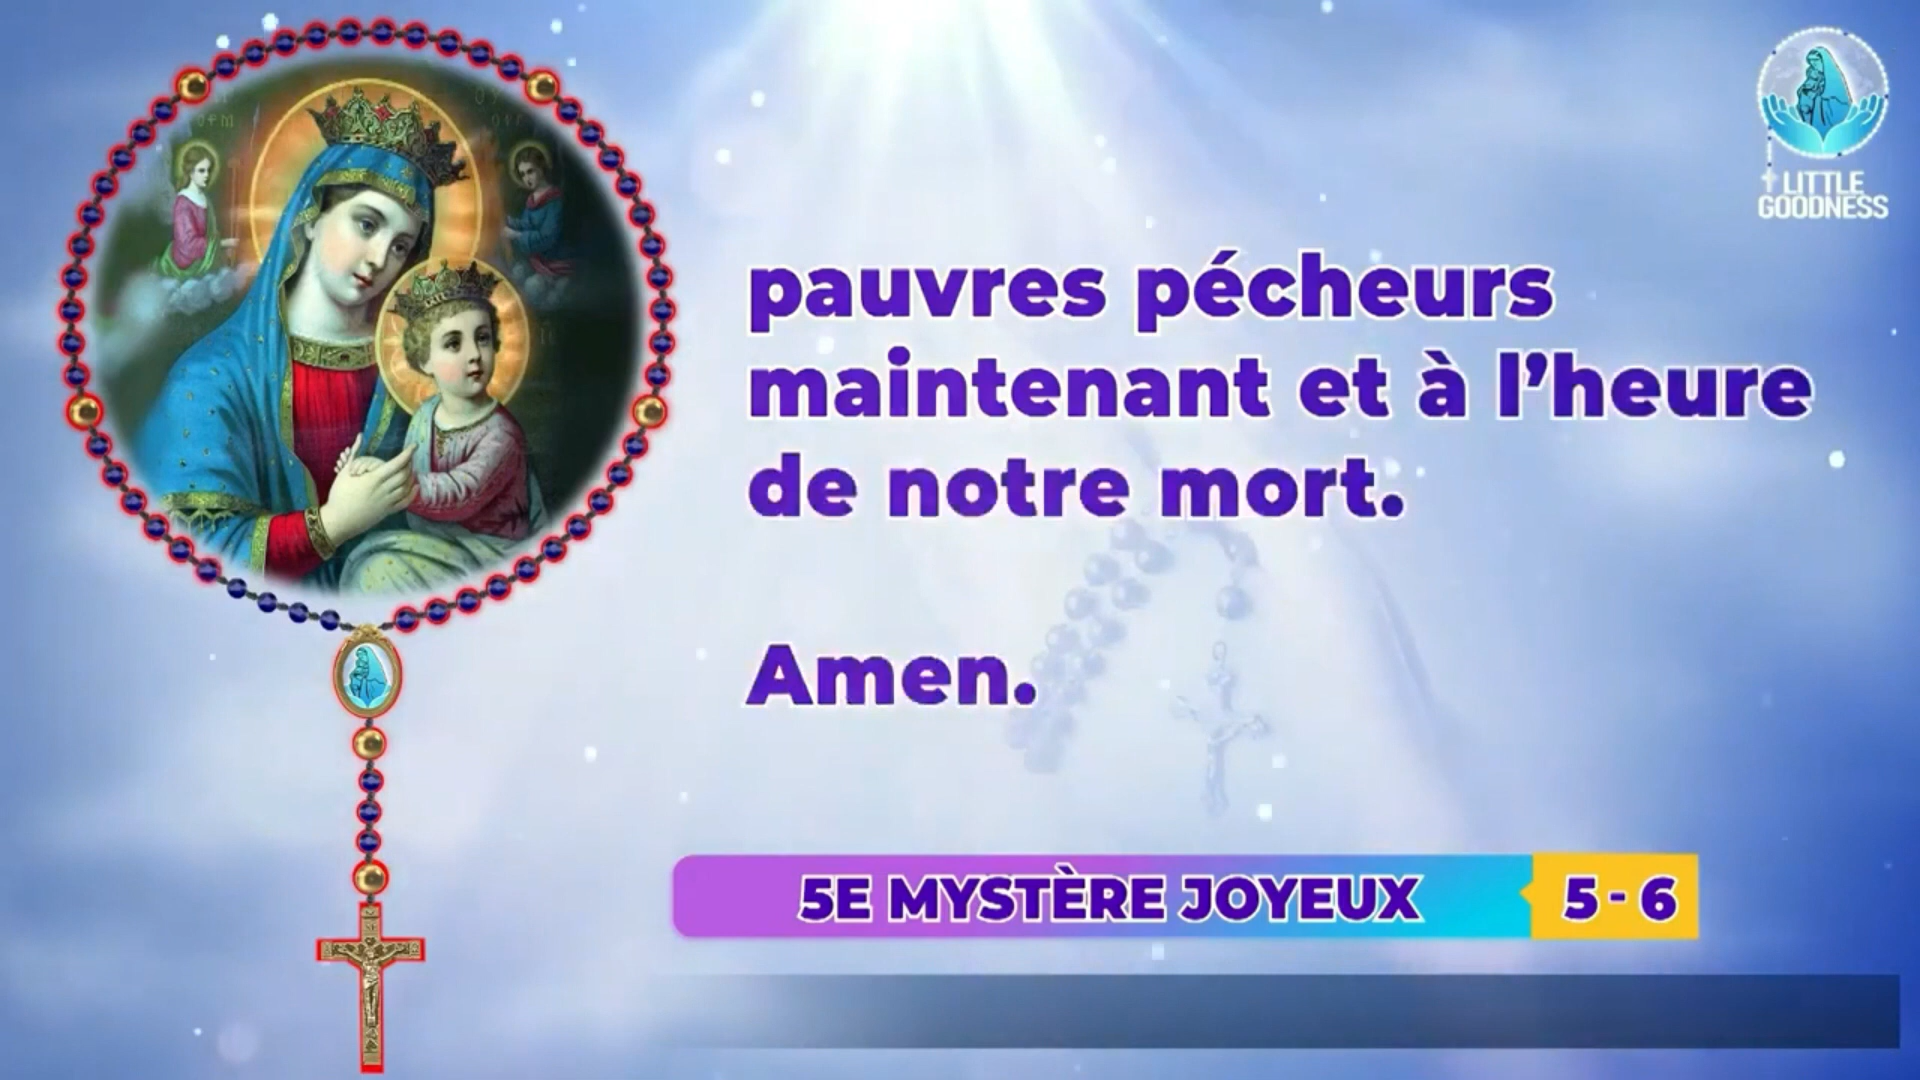 LITTLE
GOODNESS
pauvres pécheurs
maintenant et à l’heure
de notre mort.
Amen.
5E MYSTÈRE JOYEUX
5 - 6